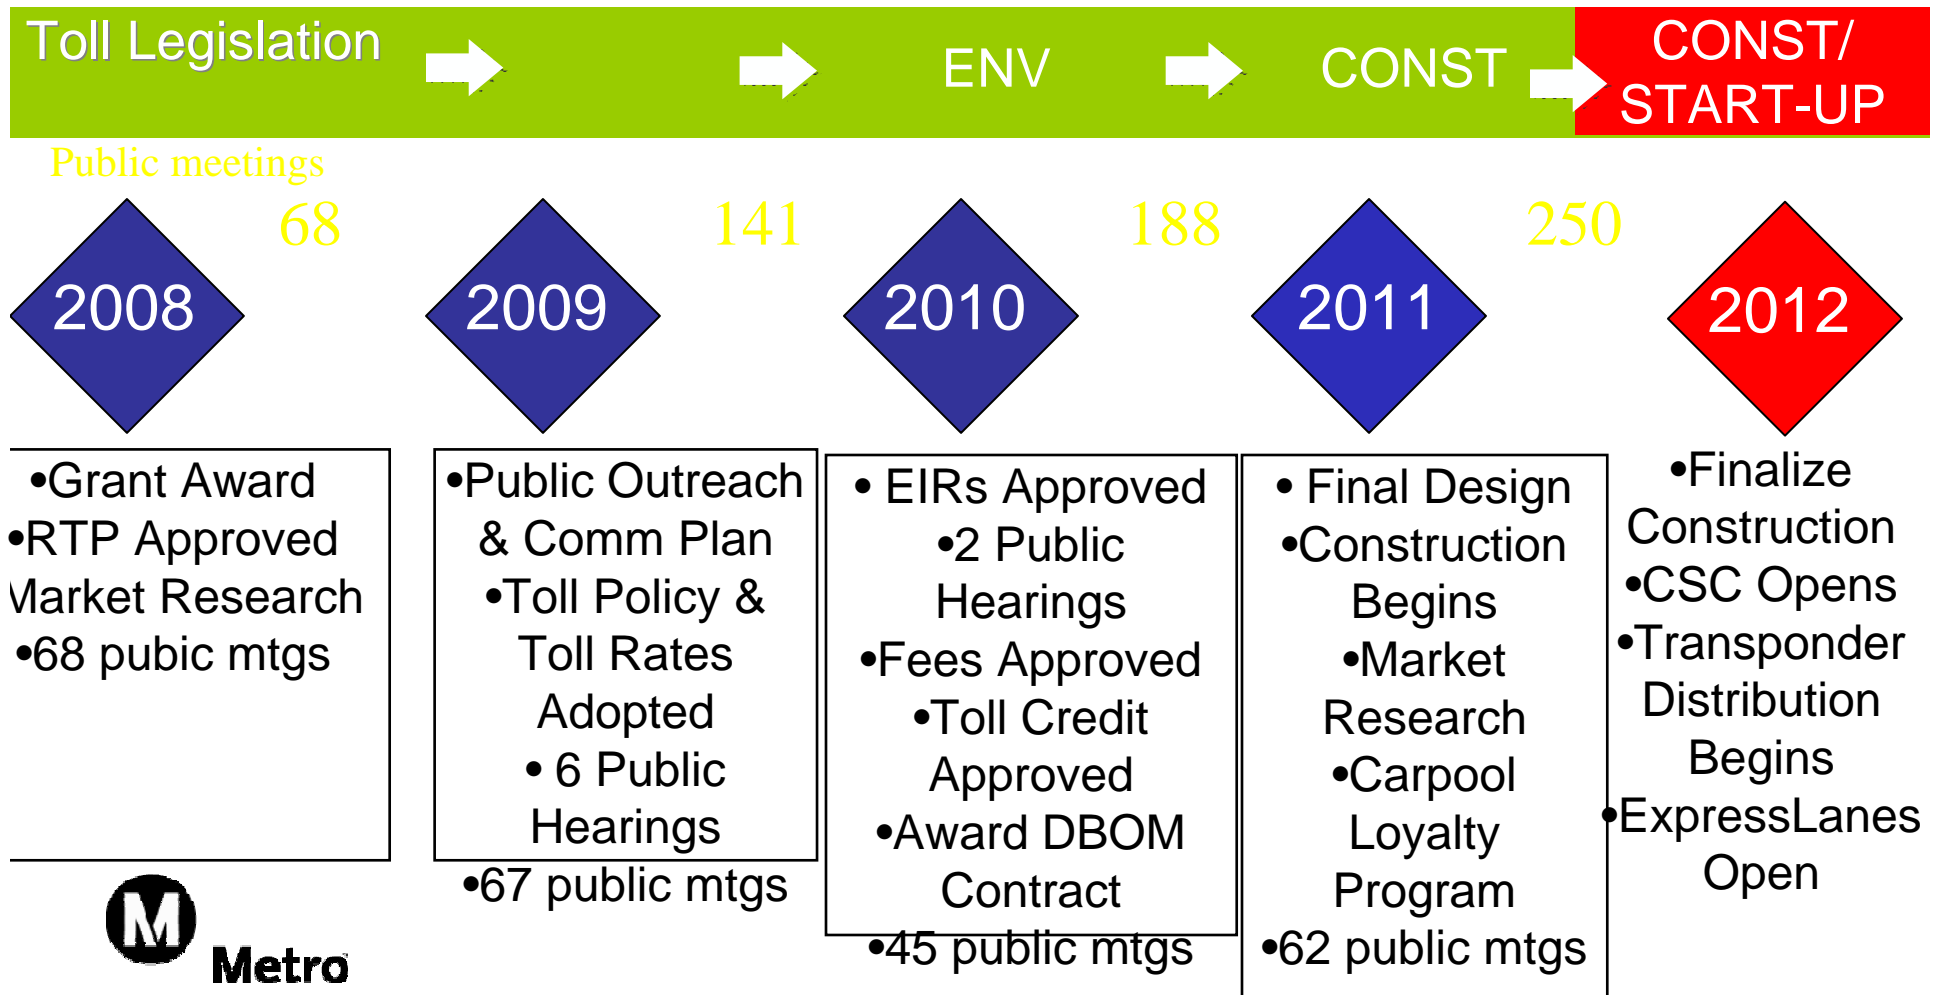 Toll Legislation
ENV
CONST
CONST/
START-UP
Public meetings
68
141
188
250
2008
2009
2010
2011
2012
•Grant Award
•RTP Approved
Market Research
•68 pubic mtgs
•Public Outreach
& Comm Plan
•Toll Policy &
Toll Rates
Adopted
• 6 Public
Hearings
•67 public mtgs
• EIRs Approved
•2 Public
Hearings
•Fees Approved
•Toll Credit
Approved
•Award DBOM
Contract
•45 public mtgs
• Final Design
•Construction
Begins
•Market
Research
•Carpool
Loyalty
Program
•62 public mtgs
•Finalize
Construction
•CSC Opens
•Transponder
Distribution
Begins
•ExpressLanes
Open
M
Metro